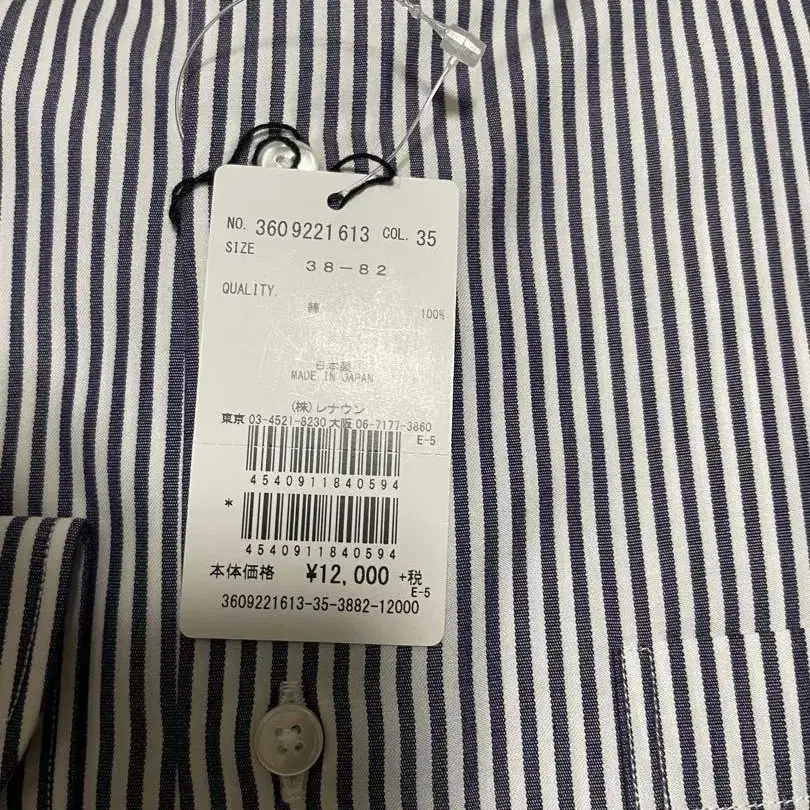 NO. 3609221613 COL. 35
SIZE
38-82
QUALITY.
綿 100%
日本製
MADE IN JAPAN
(株)レナウン
東京 03-4521-8230 大阪 06-7177-3860
E-5
4540911840594
*
4540911840594
本体価格 ¥12,000 +税
E-5
3609221613-35-3882-12000